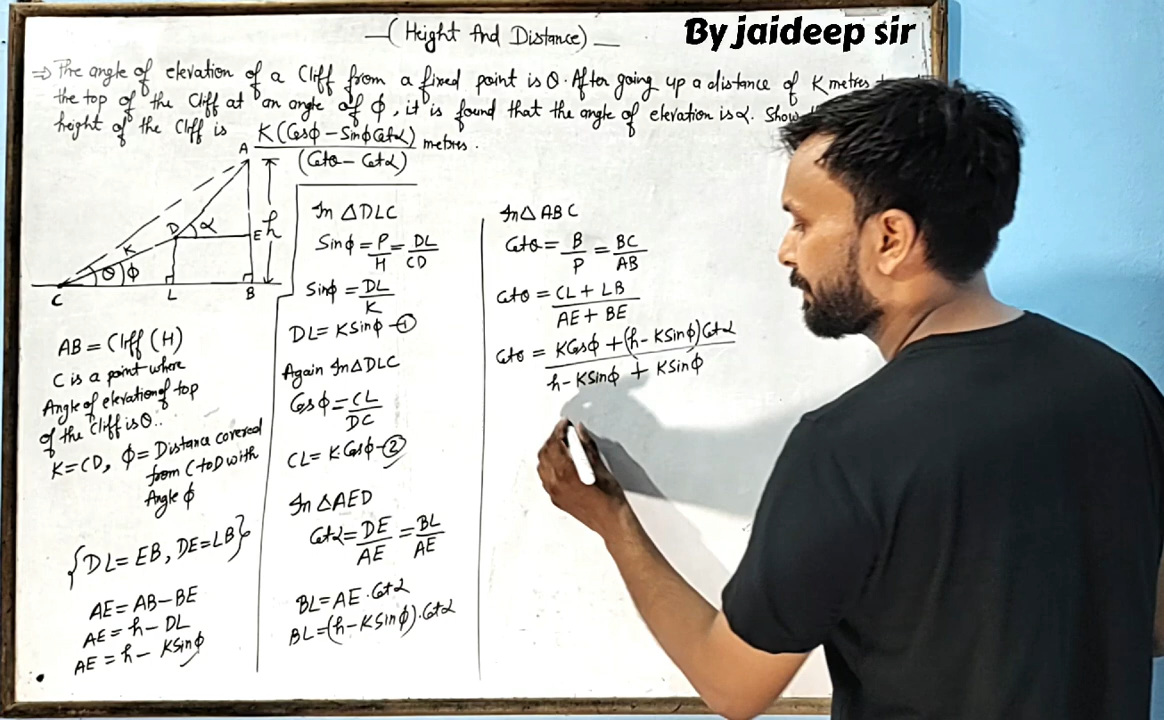 (Height And Distance)
By jaideep sir
⇒ The angle of elevation of a Cliff from a fixed point is θ. After going up a distance of K metres
the top of the Cliff at an angle of ϕ, it is found that the angle of elevation is α. Show
height of the Cliff is K(Cosϕ – SinϕCotα) / (Cotθ – Cotα) metres.
A
D
α
E
h
K
θ
ϕ
C
L
B
AB = Cliff (H)
C is a point where
Angle of elevation of top
of the Cliff is θ..
K = CD, ϕ = Distance covered
from C to D with
Angle ϕ
{DL = EB, DE = LB}
AE = AB – BE
AE = h – DL
AE = h – KSinϕ
In △DLC
Sinϕ = P/H = DL/CD
Sinϕ = DL/K
DL = KSinϕ – ①
Again In △DLC
Cosϕ = CL/DC
CL = KCosϕ – ②
In △AED
Cotα = DE/AE = BL/AE
BL = AE.Cotα
BL = (h – KSinϕ).Cotα
In △ABC
Cotθ = B/P = BC/AB
Cotθ = CL + LB / AE + BE
Cotθ = KCosϕ + (h – KSinϕ)Cotα / h – KSinϕ + KSinϕ